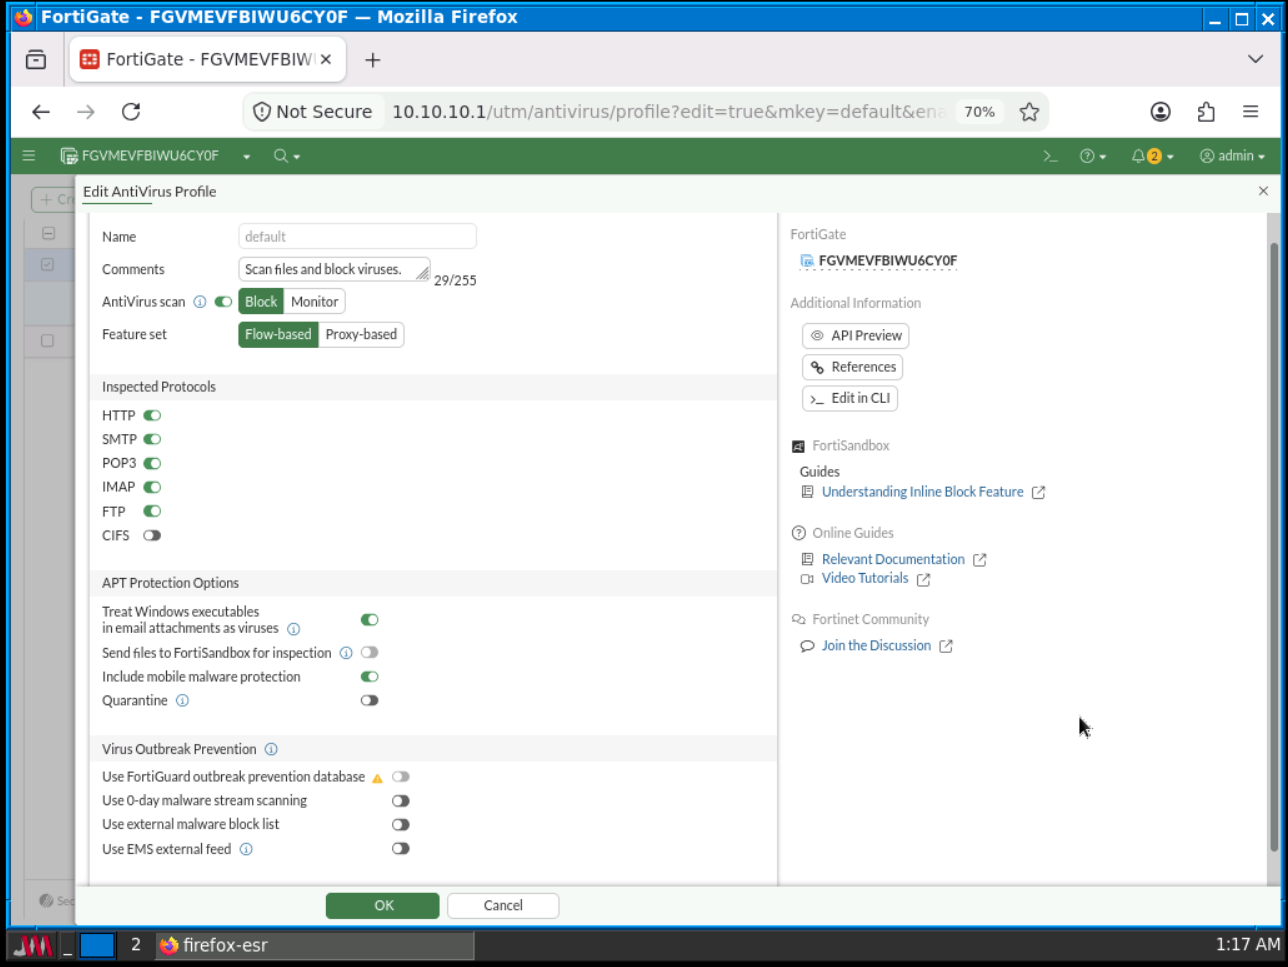 FortiGate - FGVMEVFBIWU6CY0F — Mozilla Firefox
FortiGate - FGVMEVFBIW
Not Secure 10.10.10.1/utm/antivirus/profile?edit=true&mkey=default&en 70%
FGVMEVFBIWU6CY0F 2 admin
Edit AntiVirus Profile
Name default
Comments Scan files and block viruses. 29/255
AntiVirus scan Block Monitor
Feature set Flow-based Proxy-based
Inspected Protocols
HTTP
SMTP
POP3
IMAP
FTP
CIFS
APT Protection Options
Treat Windows executables
in email attachments as viruses
Send files to FortiSandbox for inspection
Include mobile malware protection
Quarantine
Virus Outbreak Prevention
Use FortiGuard outbreak prevention database
Use 0-day malware stream scanning
Use external malware block list
Use EMS external feed
OK Cancel
FortiGate
FGVMEVFBIWU6CY0F
Additional Information
API Preview
References
>_ Edit in CLI
FortiSandbox
Guides
Understanding Inline Block Feature
Online Guides
Relevant Documentation
Video Tutorials
Fortinet Community
Join the Discussion
2 firefox-esr 1:17 AM